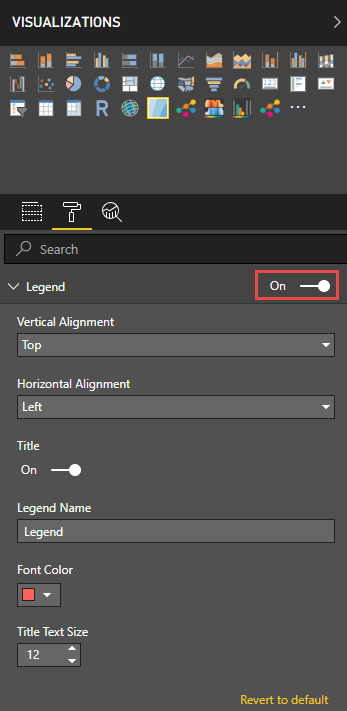 VISUALIZATIONS
R
Search
Legend On
Vertical Alignment
Top
Horizontal Alignment
Left
Title
On
Legend Name
Legend
Font Color
Title Text Size
12
Revert to default